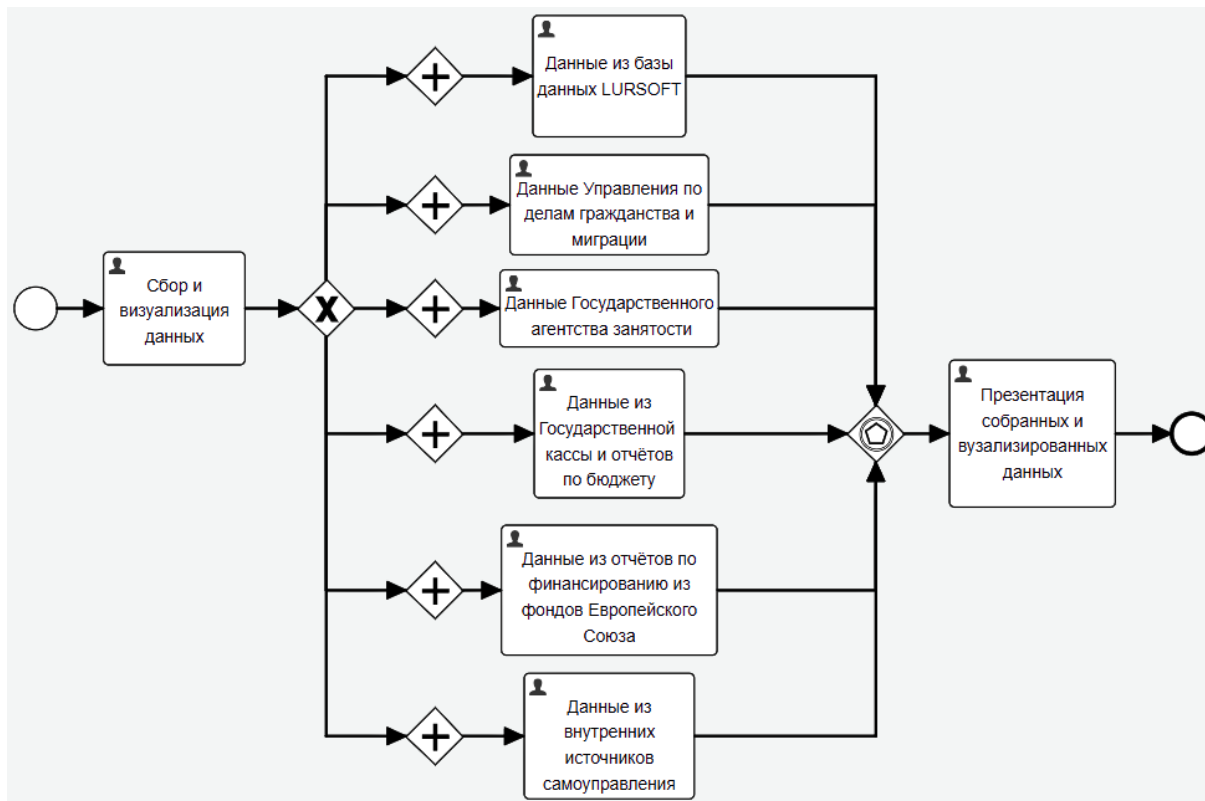 Данные из базы
данных LURSOFT
Данные Управления по
делам гражданства и
миграции
Сбор и
визуализация
данных
Данные Государственного
агентства занятости
Данные из
Государственной
кассы и отчётов
по бюджету
Презентация
собранных и
вузализированных
данных
Данные из отчётов по
финансированию из
фондов Европейского
Союза
Данные из
внутренних
источников
самоуправления